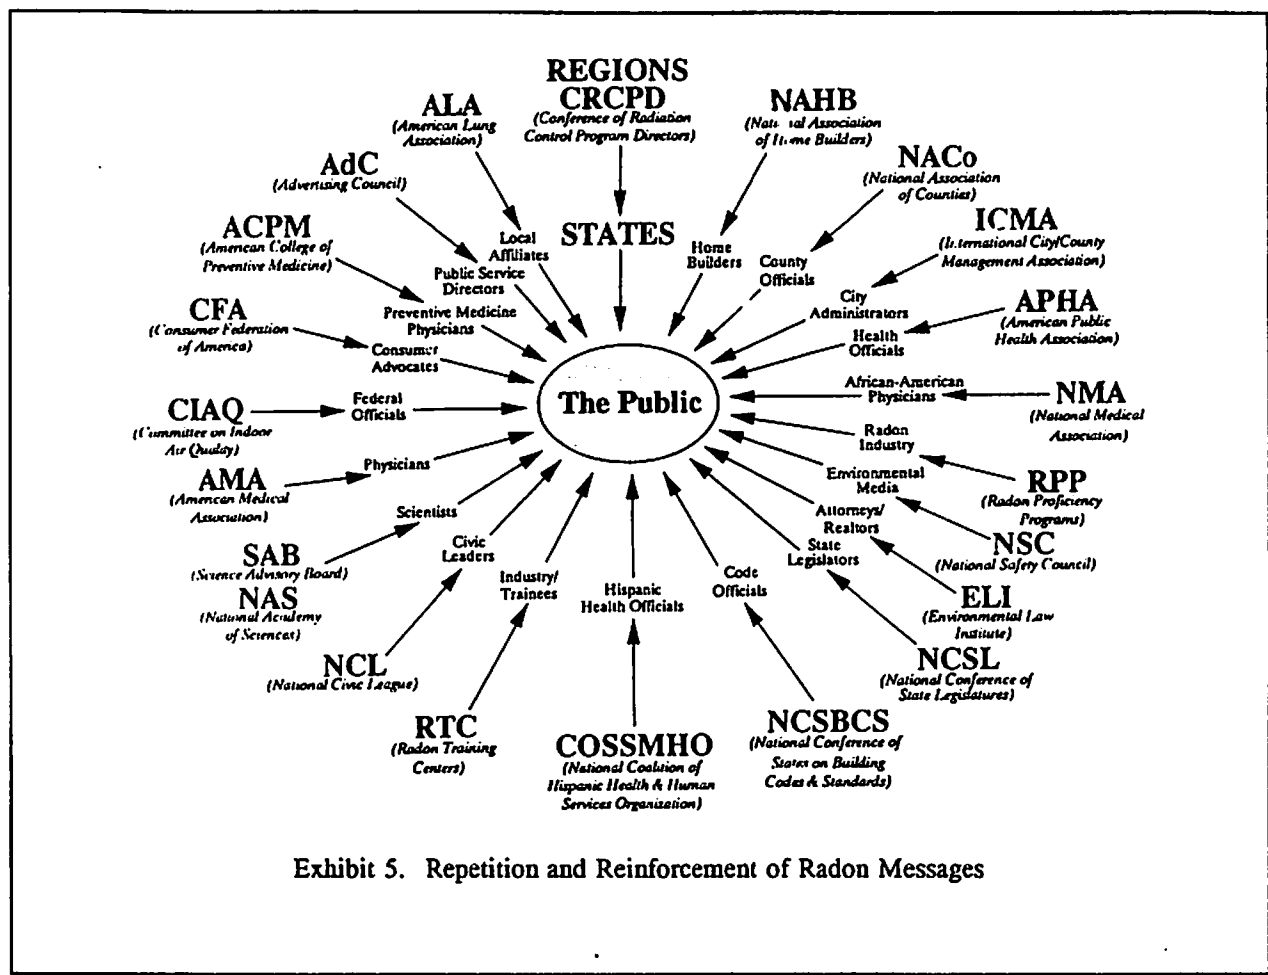 REGIONS
CRCPD
(Conference of Radiation
Control Program Directors)
STATES
NAHB
(National Association
of Home Builders)
Home
Builders
NACo
(National Association
of Counties)
County
Officials
ICMA
(International City/County
Management Association)
City
Administrators
APHA
(American Public
Health Association)
Health
Officials
NMA
(National Medical
Association)
African-American
Physicians
RPP
(Radon Proficiency
Programs)
Radon
Industry
NSC
(National Safety Council)
Environmental
Media
ELI
(Environmental Law
Institute)
Attorneys/
Realtors
NCSL
(National Conference of
State Legislatures)
State
Legislators
NCSBCS
(National Conference of
States on Building
Codes & Standards)
Code
Officials
COSSMHO
(National Coalition of
Hispanic Health & Human
Services Organization)
Hispanic
Health Officials
RTC
(Radon Training
Centers)
Industry/
Trainees
NCL
(National Civic League)
Civic
Leaders
SAB
(Science Advisory Board)
NAS
(National Academy
of Sciences)
Scientists
AMA
(American Medical
Association)
Physicians
CIAQ
(Committee on Indoor
Air Quality)
Federal
Officials
CFA
(Consumer Federation
of America)
Consumer
Advocates
ACPM
(American College of
Preventive Medicine)
Preventive Medicine
Physicians
AdC
(Advertising Council)
Public Service
Directors
ALA
(American Lung
Association)
Local
Affiliates
The Public
Exhibit 5. Repetition and Reinforcement of Radon Messages